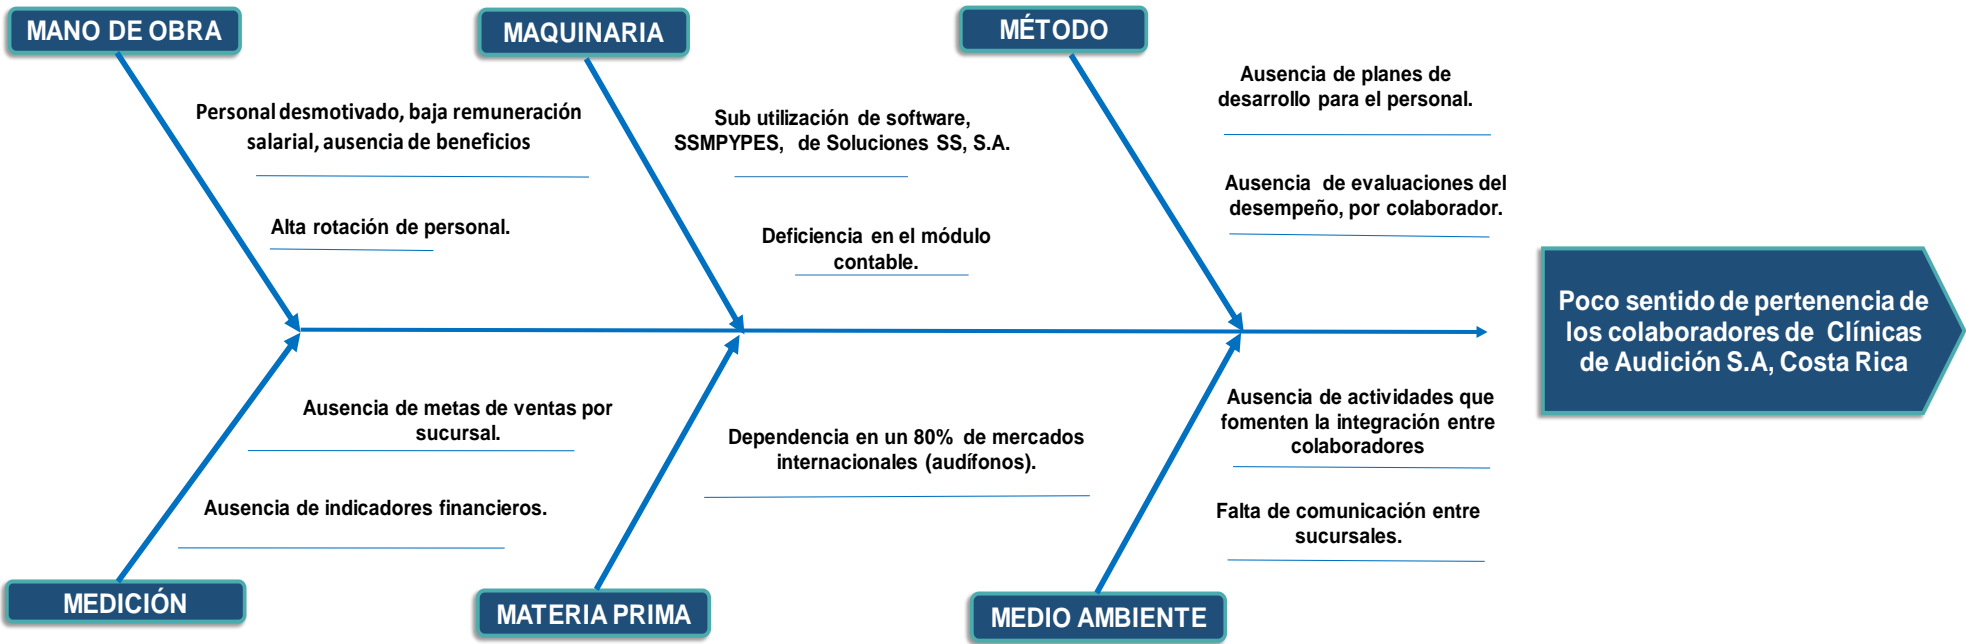 MANO DE OBRA
MAQUINARIA
MÉTODO
Personal desmotivado, baja remuneración
salarial, ausencia de beneficios
Alta rotación de personal.
Sub utilización de software,
SSMPYPES, de Soluciones SS, S.A.
Deficiencia en el módulo
contable.
Ausencia de planes de
desarrollo para el personal.
Ausencia de evaluaciones del
desempeño, por colaborador.
Poco sentido de pertenencia de
los colaboradores de Clínicas
de Audición S.A, Costa Rica
Ausencia de metas de ventas por
sucursal.
Ausencia de indicadores financieros.
Dependencia en un 80% de mercados
internacionales (audífonos).
Ausencia de actividades que
fomenten la integración entre
colaboradores
Falta de comunicación entre
sucursales.
MEDICIÓN
MATERIA PRIMA
MEDIO AMBIENTE